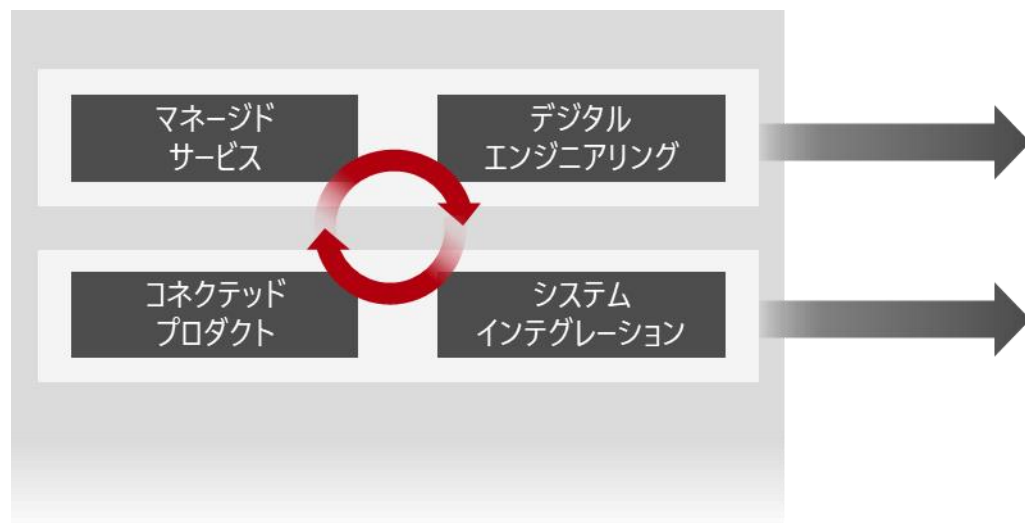 マネージド
サービス
デジタル
エンジニアリング
コネクテッド
プロダクト
システム
インテグレーション